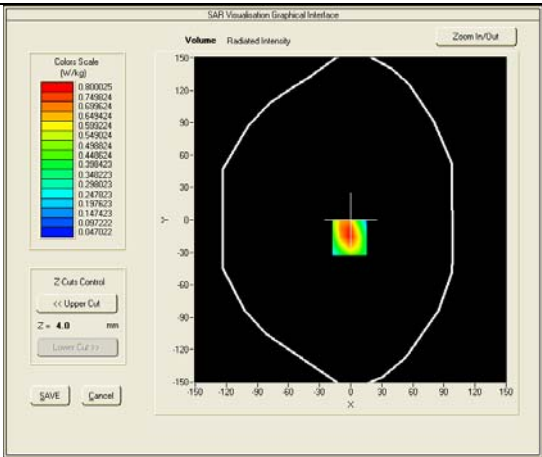 SAR Visualisation Graphical Interface
Volume Radiated Intensity
Zoom In/Out
Colors Scale
(W/kg)
0.800025
0.749824
0.699624
0.649424
0.599224
0.549024
0.498824
0.448624
0.398423
0.348223
0.298023
0.247823
0.197623
0.147423
0.097222
0.047022
Z Cuts Control
<< Upper Cut
Z = 4.0 mm
Lower Cut >>
SAVE Cancel
Y
150
120
90
60
30
0
-30
-60
-90
-120
-150
-150 -120 -90 -60 -30 0 30 60 90 120 150
X